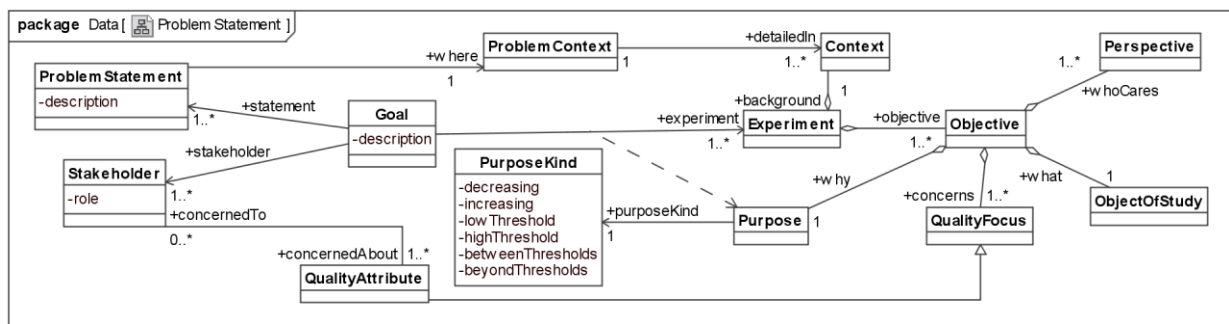 package Data [ Problem Statement ]
ProblemStatement
-description
+where
1
ProblemContext
1
+detailedIn
1..*
Context
1
+background
Perspective
1..*
+whoCares
+statement
1..*
Goal
-description
+experiment
1..*
Experiment
+objective
1..*
Objective
+stakeholder
1..*
Stakeholder
-role
+concernedTo
0..*
PurposeKind
-decreasing
-increasing
-lowThreshold
-highThreshold
-betweenThresholds
-beyondThresholds
+purposeKind
1
+why
1
Purpose
+concerns
1..*
QualityFocus
+what
1
ObjectOfStudy
+concernedAbout
1..*
QualityAttribute